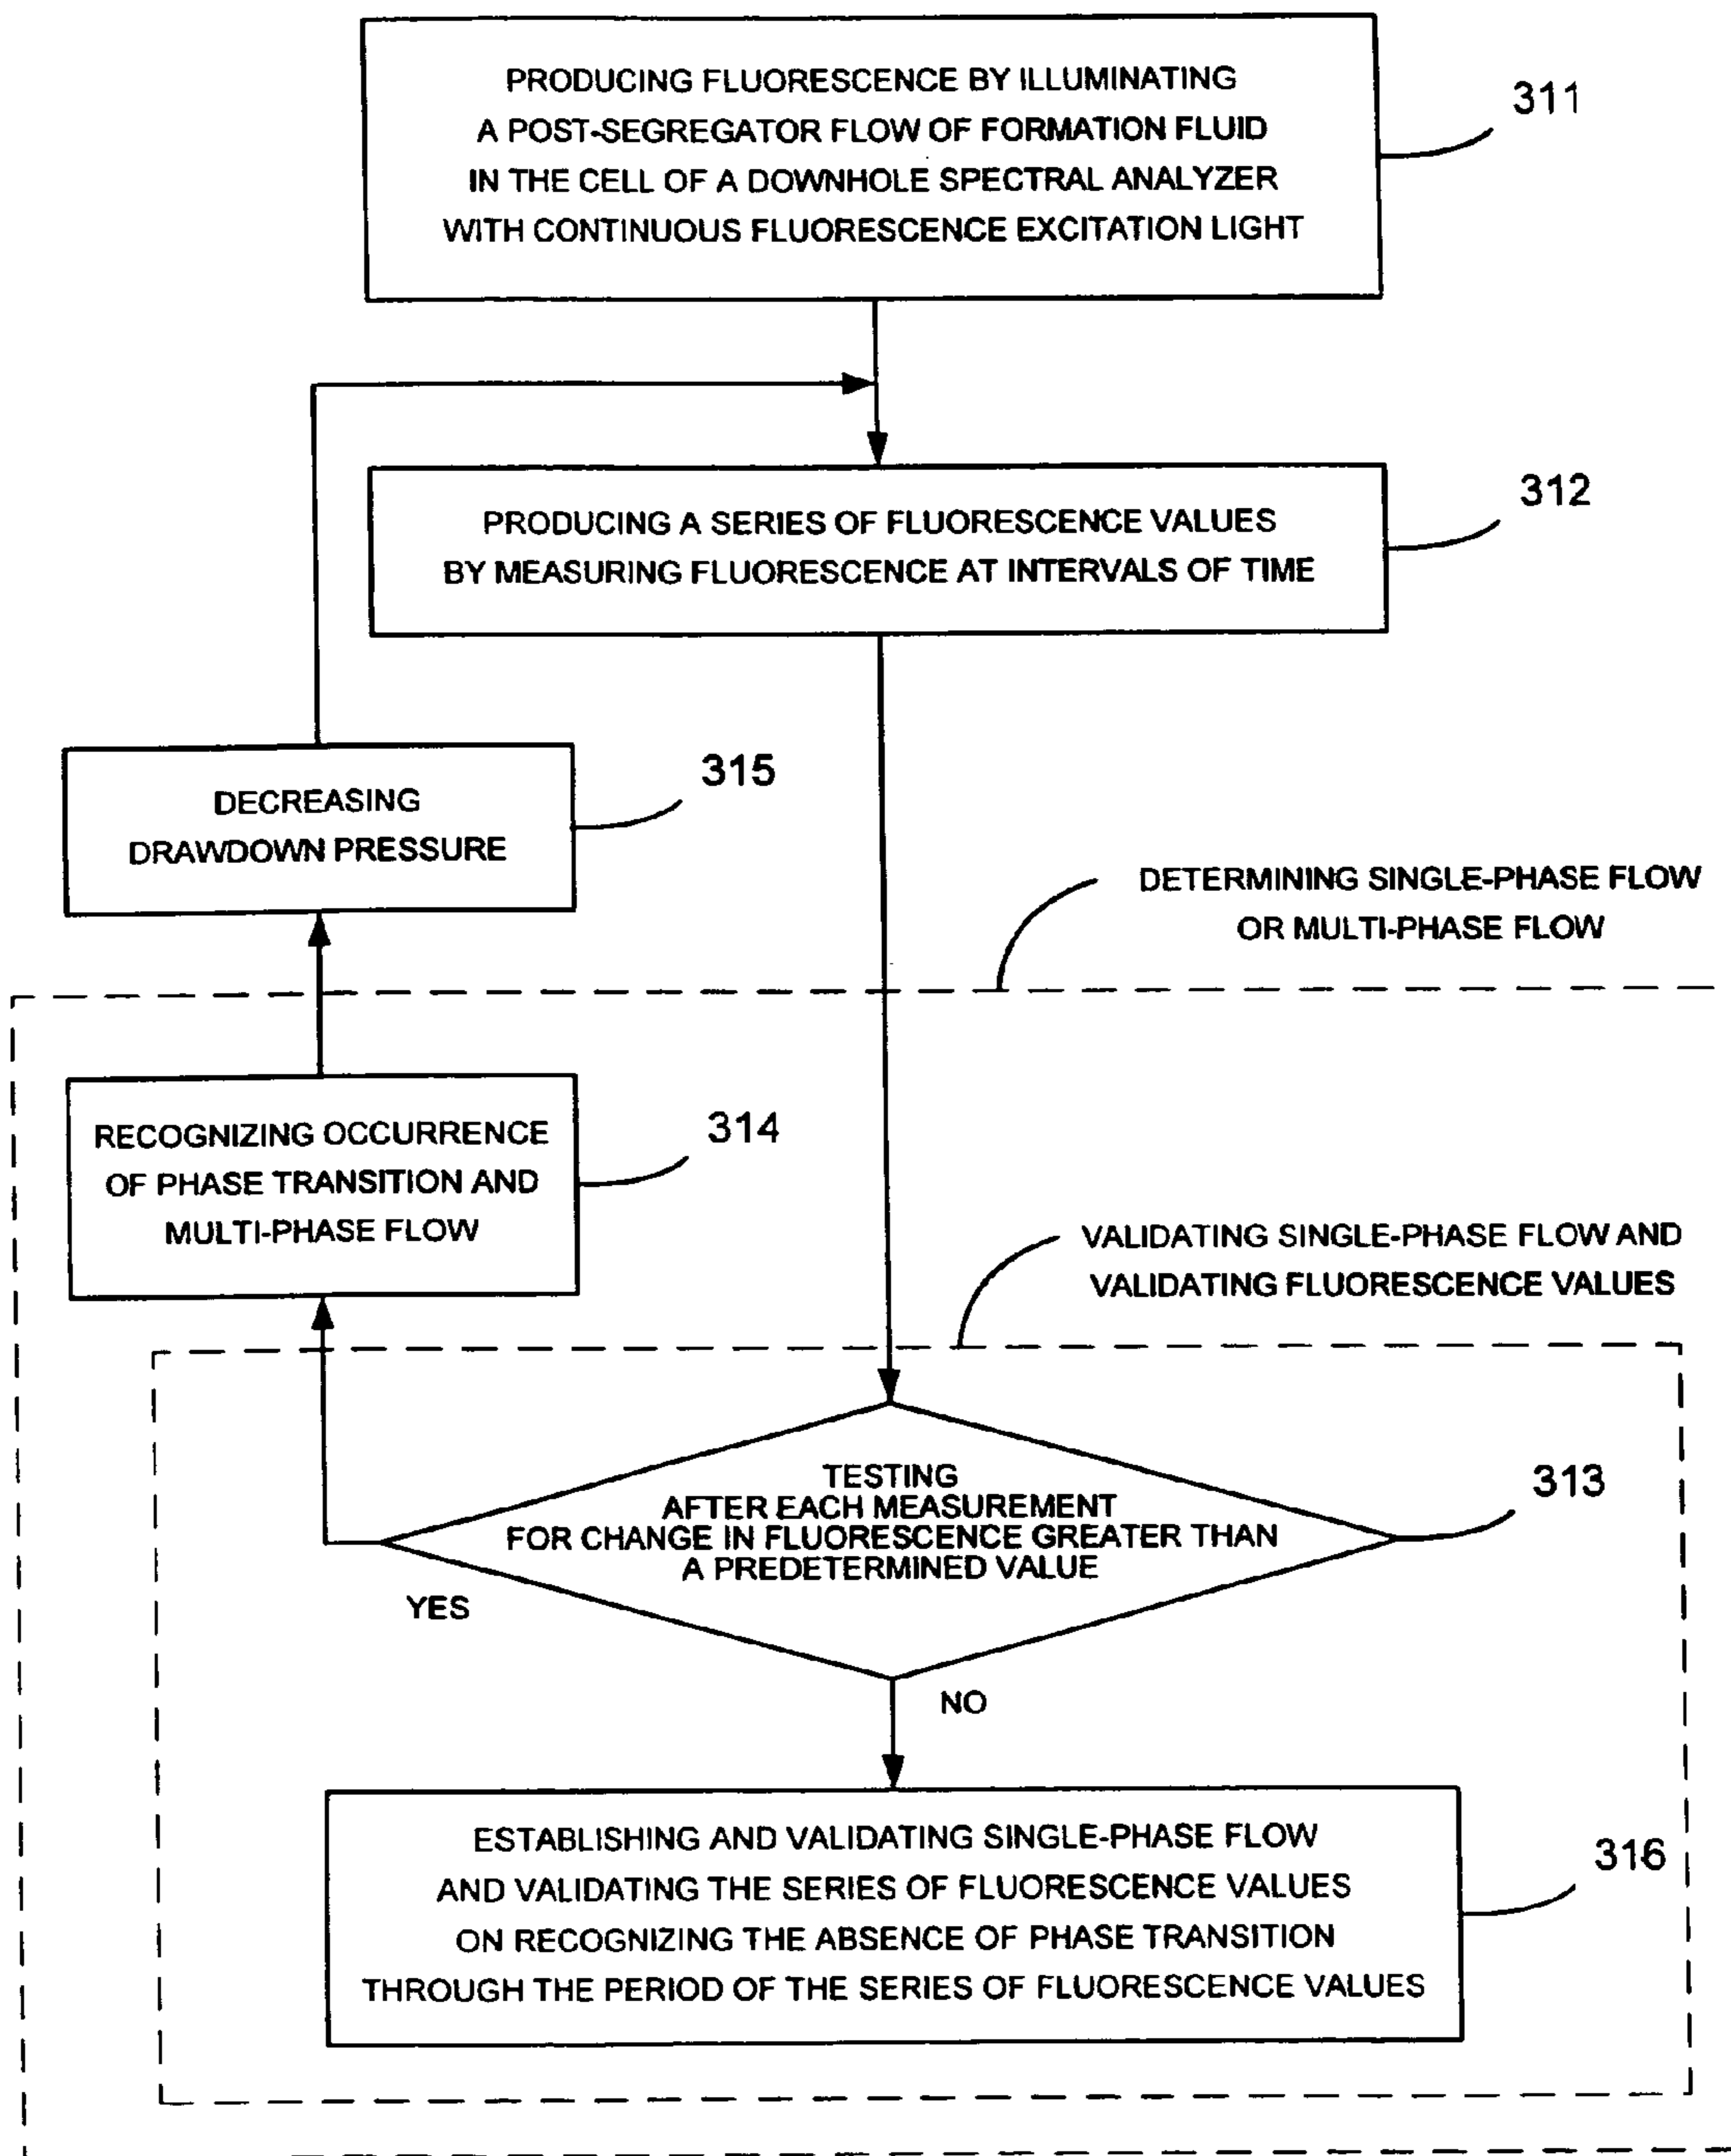 PRODUCING FLUORESCENCE BY ILLUMINATING
A POST-SEGREGATOR FLOW OF FORMATION FLUID
IN THE CELL OF A DOWNHOLE SPECTRAL ANALYZER
WITH CONTINUOUS FLUORESCENCE EXCITATION LIGHT
311
PRODUCING A SERIES OF FLUORESCENCE VALUES
BY MEASURING FLUORESCENCE AT INTERVALS OF TIME
312
DECREASING
DRAWDOWN PRESSURE
315
DETERMINING SINGLE-PHASE FLOW
OR MULTI-PHASE FLOW
RECOGNIZING OCCURRENCE
OF PHASE TRANSITION AND
MULTI-PHASE FLOW
314
VALIDATING SINGLE-PHASE FLOW AND
VALIDATING FLUORESCENCE VALUES
TESTING
AFTER EACH MEASUREMENT
FOR CHANGE IN FLUORESCENCE GREATER THAN
A PREDETERMINED VALUE
313
YES
NO
ESTABLISHING AND VALIDATING SINGLE-PHASE FLOW
AND VALIDATING THE SERIES OF FLUORESCENCE VALUES
ON RECOGNIZING THE ABSENCE OF PHASE TRANSITION
THROUGH THE PERIOD OF THE SERIES OF FLUORESCENCE VALUES
316